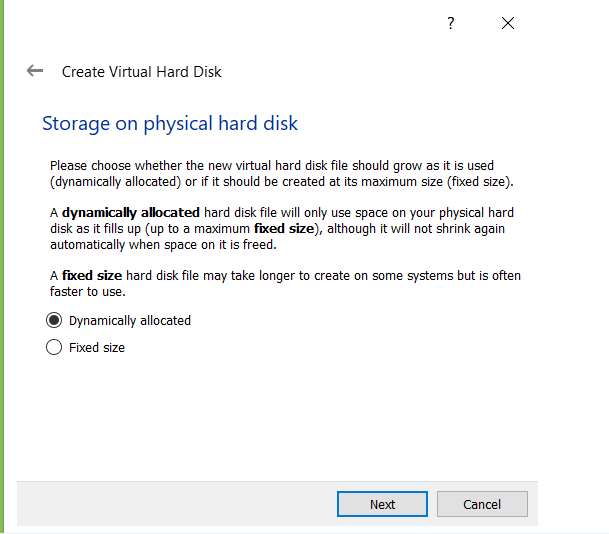 ?
Create Virtual Hard Disk
Storage on physical hard disk
Please choose whether the new virtual hard disk file should grow as it is used
(dynamically allocated) or if it should be created at its maximum size (fixed size).
A dynamically allocated hard disk file will only use space on your physical hard
disk as it fills up (up to a maximum fixed size), although it will not shrink again
automatically when space on it is freed.
A fixed size hard disk file may take longer to create on some systems but is often
faster to use.
Dynamically allocated
Fixed size
Next Cancel